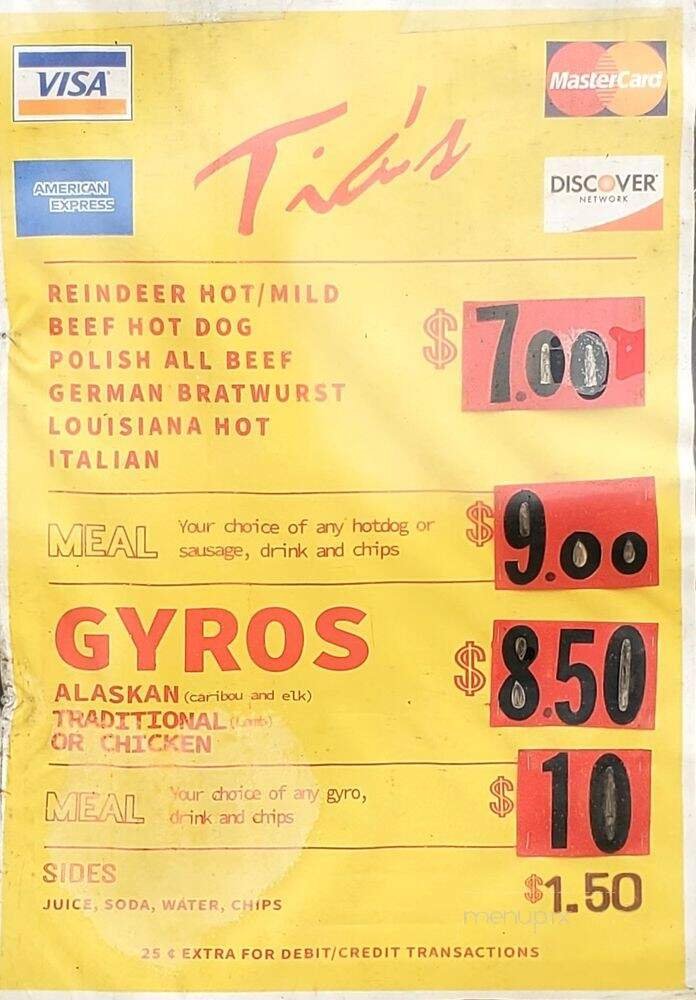 VISA
MasterCard
Tia's
AMERICAN
EXPRESS
DISCOVER
NETWORK
REINDEER HOT/MILD
BEEF HOT DOG
POLISH ALL BEEF
GERMAN BRATWURST
LOUISIANA HOT
ITALIAN
$7.00
MEAL Your choice of any hotdog or
sausage, drink and chips
$9.00
GYROS
ALASKAN (caribou and elk)
TRADITIONAL (Lamb)
OR CHICKEN
$8.50
MEAL Your choice of any gyro,
drink and chips
$10
SIDES
JUICE, SODA, WATER, CHIPS
$1.50
menupix
25 ¢ EXTRA FOR DEBIT/CREDIT TRANSACTIONS